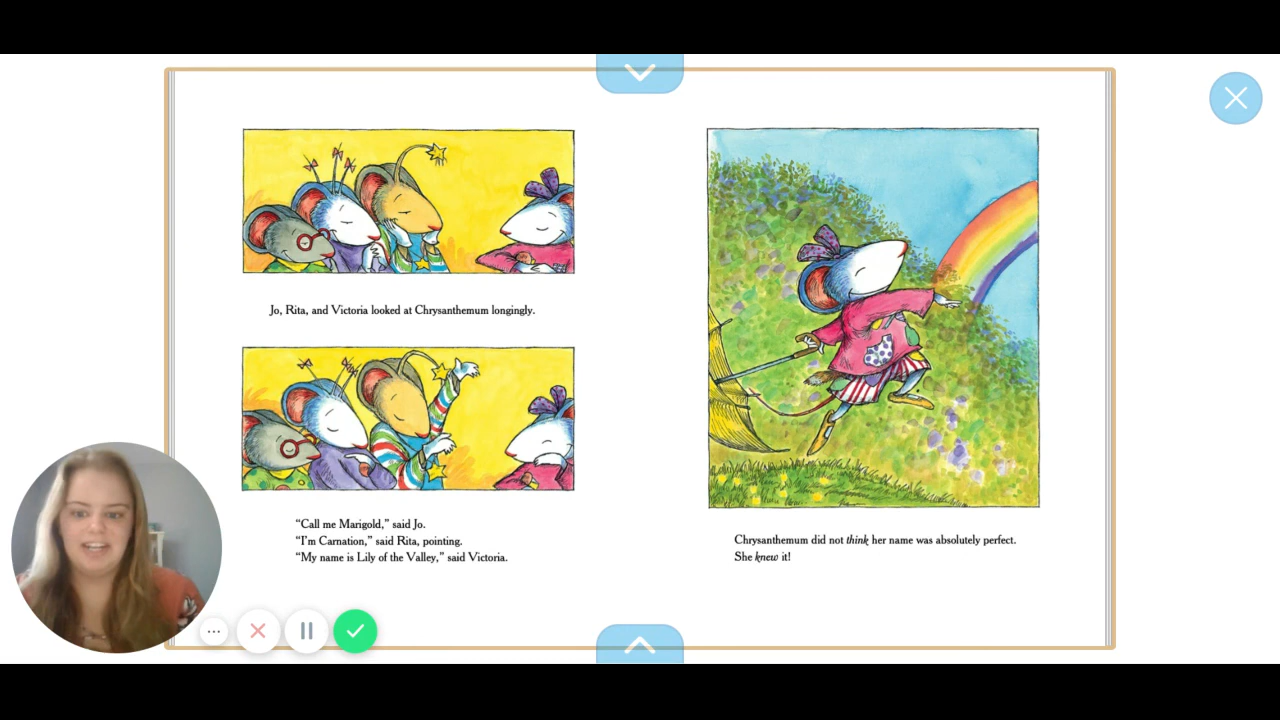 Jo, Rita, and Victoria looked at Chrysanthemum longingly.
“Call me Marigold,” said Jo.
“I’m Carnation,” said Rita, pointing.
“My name is Lily of the Valley,” said Victoria.
Chrysanthemum did not think her name was absolutely perfect.
She knew it!